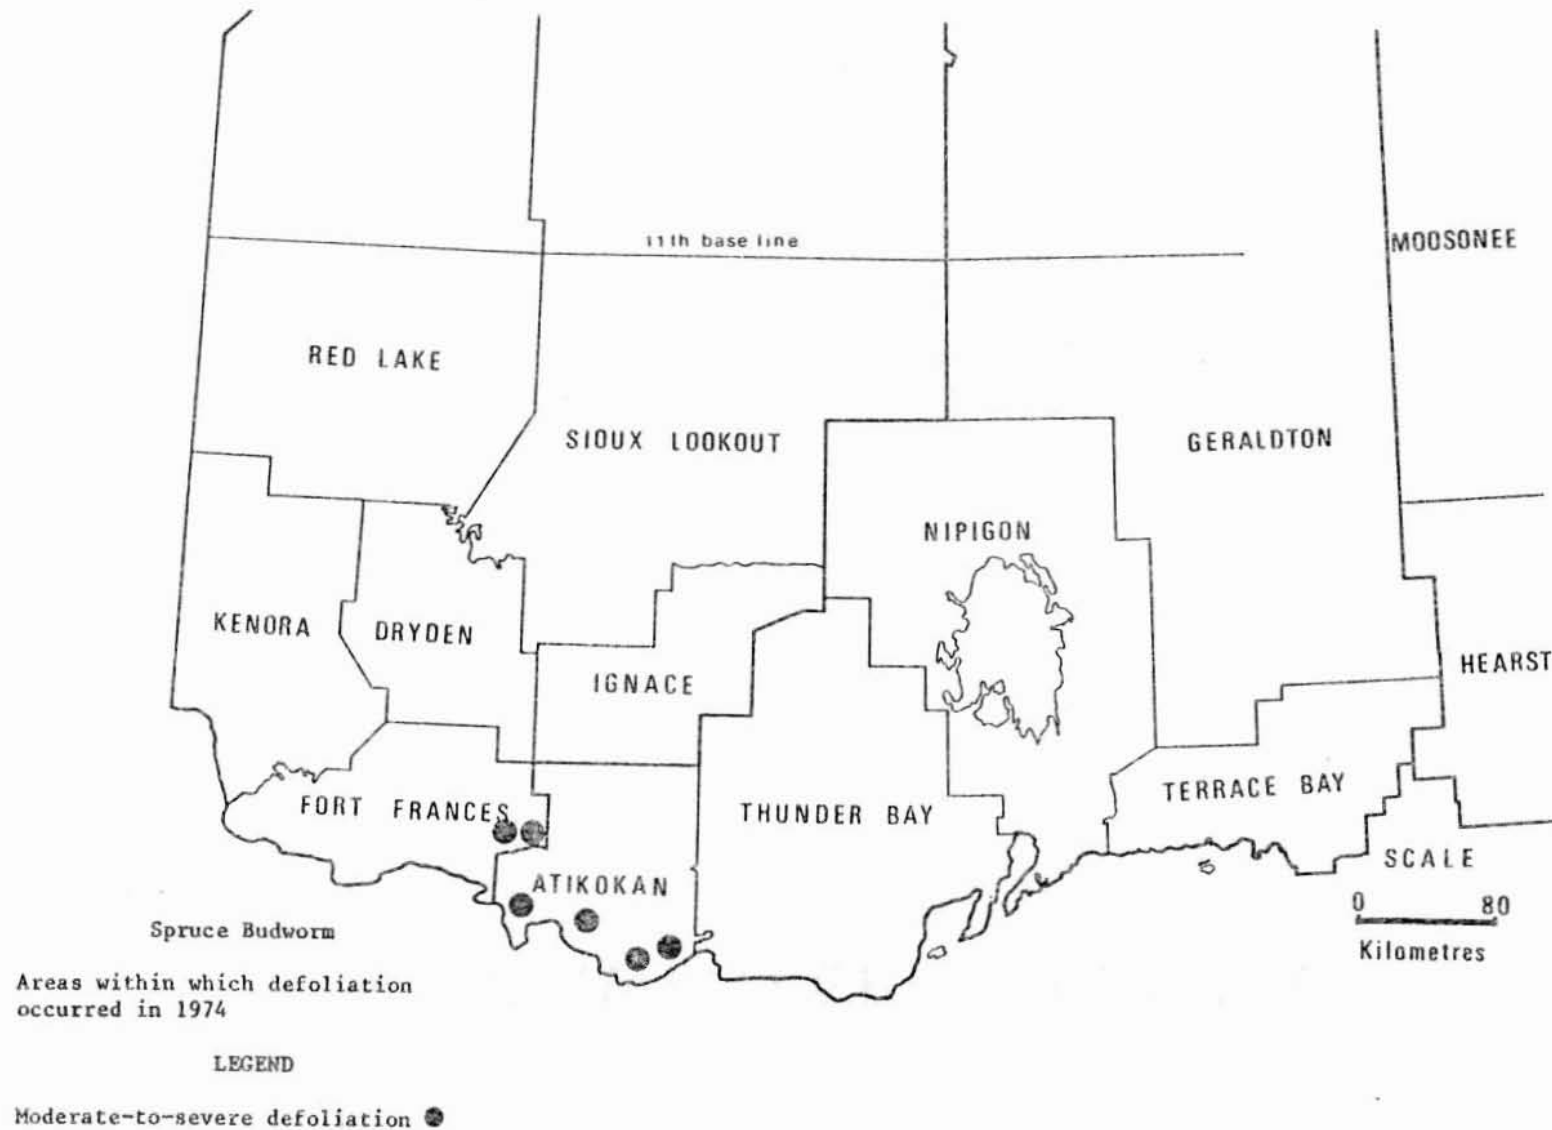 11th base line
MOOSONEE
RED LAKE
SIOUX LOOKOUT
GERALDTON
NIPIGON
KENORA
DRYDEN
IGNACE
HEARST
FORT FRANCES
THUNDER BAY
TERRACE BAY
ATIKOKAN
SCALE
0 80
Kilometres
Spruce Budworm
Areas within which defoliation
occurred in 1974
LEGEND
Moderate-to-severe defoliation